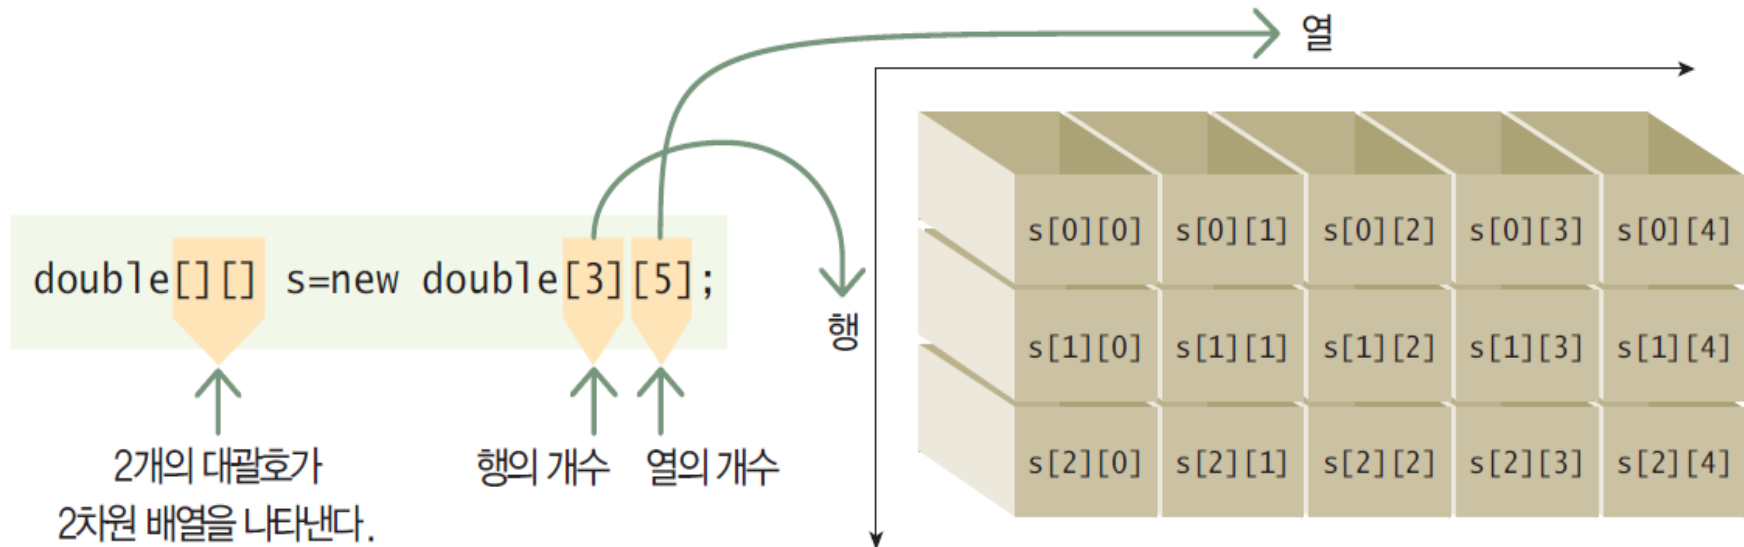 열
double[][] s=new double[3][5];
행
2개의 대괄호가
2차원 배열을 나타낸다.
행의 개수
열의 개수
s[0][0] s[0][1] s[0][2] s[0][3] s[0][4]
s[1][0] s[1][1] s[1][2] s[1][3] s[1][4]
s[2][0] s[2][1] s[2][2] s[2][3] s[2][4]